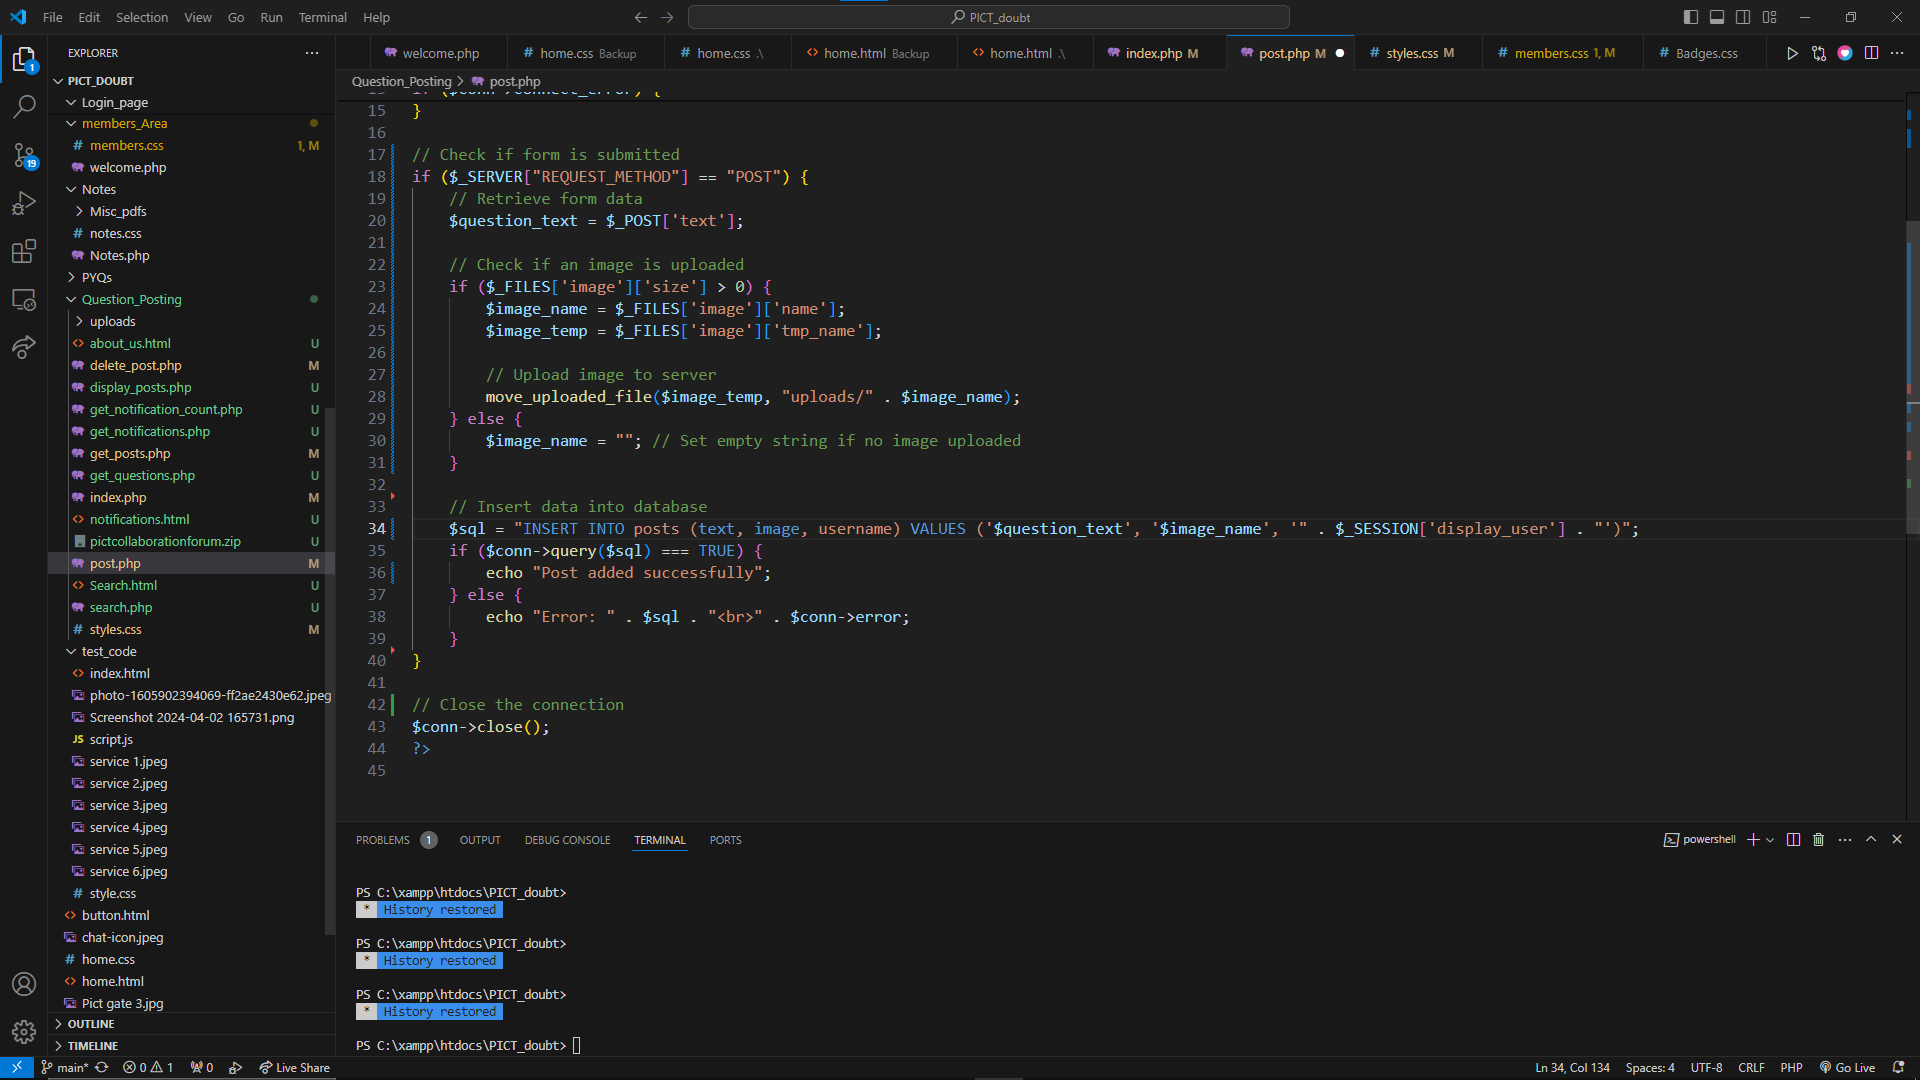 File Edit Selection View Go Run Terminal Help
PICT_doubt
EXPLORER
PICT_DOUBT
Login_page
members_Area
members.css 1, M
welcome.php
Notes
Misc_pdfs
notes.css
Notes.php
PYQs
Question_Posting
uploads
about_us.html U
delete_post.php M
display_posts.php U
get_notification_count.php U
get_notifications.php U
get_posts.php M
get_questions.php U
index.php M
notifications.html U
pictcollaborationforum.zip U
post.php M
Search.html U
search.php U
styles.css M
test_code
index.html
photo-1605902394069-ff2ae2430e62.jpeg
Screenshot 2024-04-02 165731.png
script.js
service 1.jpeg
service 2.jpeg
service 3.jpeg
service 4.jpeg
service 5.jpeg
service 6.jpeg
style.css
button.html
chat-icon.jpeg
home.css
home.html
Pict gate 3.jpg
OUTLINE
TIMELINE
welcome.php
home.css Backup
home.css .\
home.html Backup
home.html .\
index.php M
post.php M
styles.css M
members.css 1, M
Badges.css
Question_Posting > post.php
15 }
16
17 // Check if form is submitted
18 if ($_SERVER["REQUEST_METHOD"] == "POST") {
19 // Retrieve form data
20 $question_text = $_POST['text'];
21
22 // Check if an image is uploaded
23 if ($_FILES['image']['size'] > 0) {
24 $image_name = $_FILES['image']['name'];
25 $image_temp = $_FILES['image']['tmp_name'];
26
27 // Upload image to server
28 move_uploaded_file($image_temp, "uploads/" . $image_name);
29 } else {
30 $image_name = ""; // Set empty string if no image uploaded
31 }
32
33 // Insert data into database
34 $sql = "INSERT INTO posts (text, image, username) VALUES ('$question_text', '$image_name', '" . $_SESSION['display_user'] . "')";
35 if ($conn->query($sql) === TRUE) {
36 echo "Post added successfully";
37 } else {
38 echo "Error: " . $sql . "<br>" . $conn->error;
39 }
40 }
41
42 // Close the connection
43 $conn->close();
44 ?>
45
PROBLEMS 1 OUTPUT DEBUG CONSOLE TERMINAL PORTS
powershell
PS C:\xampp\htdocs\PICT_doubt>
* History restored
PS C:\xampp\htdocs\PICT_doubt>
* History restored
PS C:\xampp\htdocs\PICT_doubt>
* History restored
PS C:\xampp\htdocs\PICT_doubt>
1
19
main* 0 1 0 Live Share
Ln 34, Col 134 Spaces: 4 UTF-8 CRLF PHP Go Live